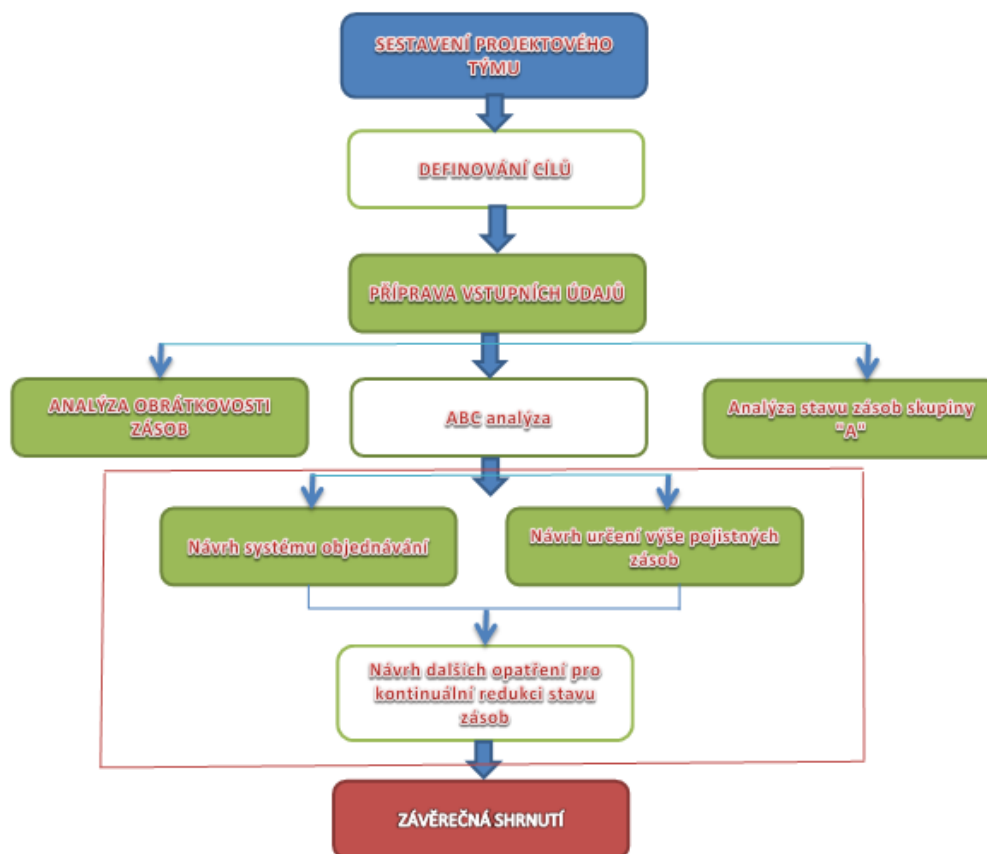 SESTAVENÍ PROJEKTOVÉHO
TÝMU
DEFINOVÁNÍ CÍLŮ
PŘÍPRAVA VSTUPNÍCH ÚDAJŮ
ANALÝZA OBRÁTKOVOSTI
ZÁSOB
ABC analýza
Analýza stavu zásob skupiny
"A"
Návrh systému objednávání
Návrh určení výše pojistných
zásob
Návrh dalších opatření pro
kontinuální redukci stavu
zásob
ZÁVĚREČNÁ SHRNUTÍ